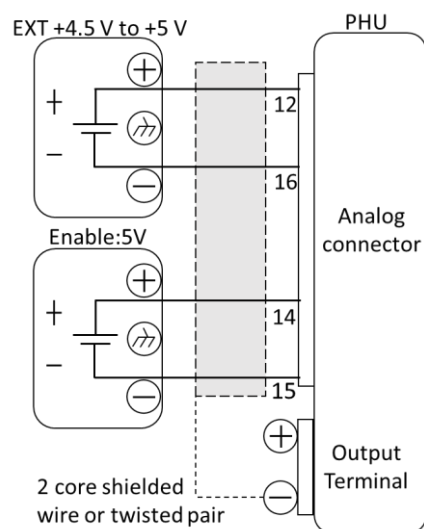 EXT +4.5 V to +5 V
PHU
+
+
12
−
16
−
Analog
connector
Enable:5V
+
+
14
−
15
−
+
Output
Terminal
−
2 core shielded
wire or twisted pair